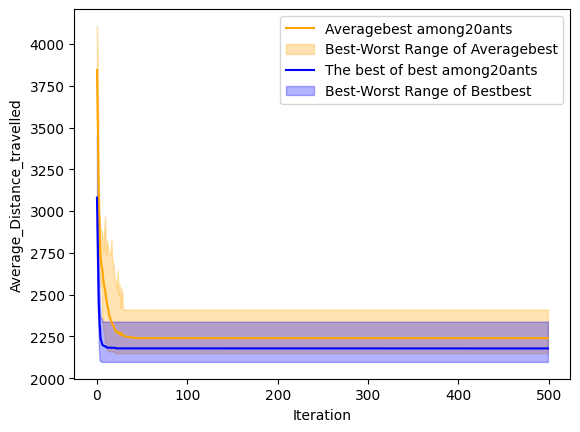 Averagebest among20ants
Best-Worst Range of Averagebest
The best of best among20ants
Best-Worst Range of Bestbest
Average_Distance_travelled
4000
3750
3500
3250
3000
2750
2500
2250
2000
0
100
200
300
400
500
Iteration